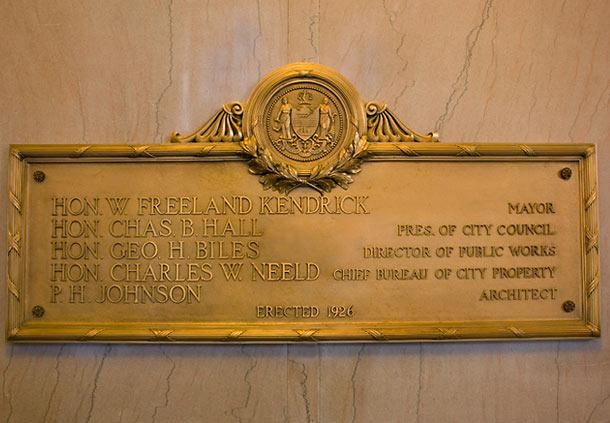 HON. W. FREELAND KENDRICK MAYOR
HON. CHAS. B. HALL PRES. OF CITY COUNCIL
HON. GEO. H. BILES DIRECTOR OF PUBLIC WORKS
HON. CHARLES W. NEELD CHIEF BUREAU OF CITY PROPERTY
P. H. JOHNSON ARCHITECT
ERECTED 1926